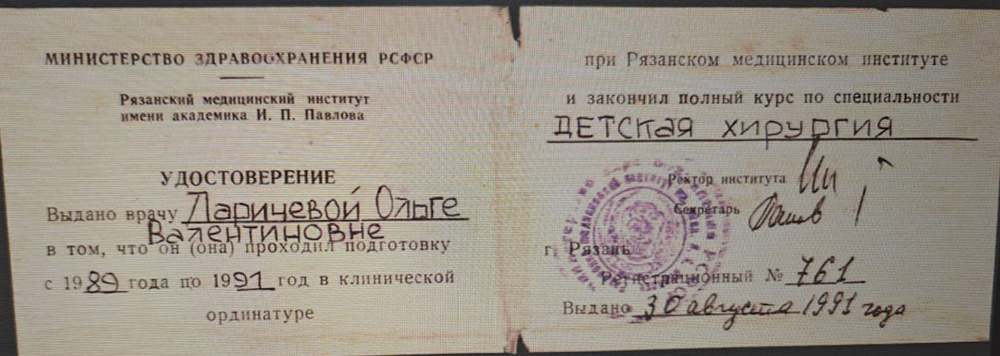 МИНИСТЕРСТВО ЗДРАВООХРАНЕНИЯ РСФСР
Рязанский медицинский институт
имени академика И. П. Павлова
УДОСТОВЕРЕНИЕ
Выдано врачу Ларичевой Ольге
Валентиновне
в том, что он (она) проходил подготовку
с 1989 года по 1991 год в клинической
ординатуре
при Рязанском медицинском институте
и закончил полный курс по специальности
ДЕТСКАЯ ХИРУРГИЯ
Ректор института
Секретарь
г. Рязань
Регистрационный № 761
Выдано 30 августа 1991 года